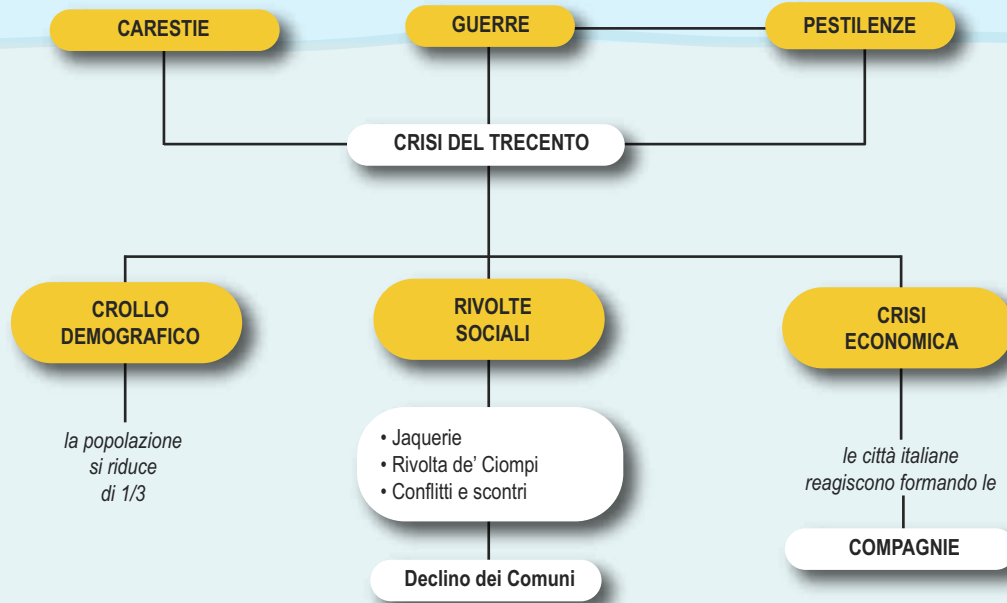 CARESTIE
GUERRE
PESTILENZE
CRISI DEL TRECENTO
CROLLO
DEMOGRAFICO
la popolazione
si riduce
di 1/3
RIVOLTE
SOCIALI
• Jaquerie
• Rivolta de’ Ciompi
• Conflitti e scontri
Declino dei Comuni
CRISI
ECONOMICA
le città italiane
reagiscono formando le
COMPAGNIE